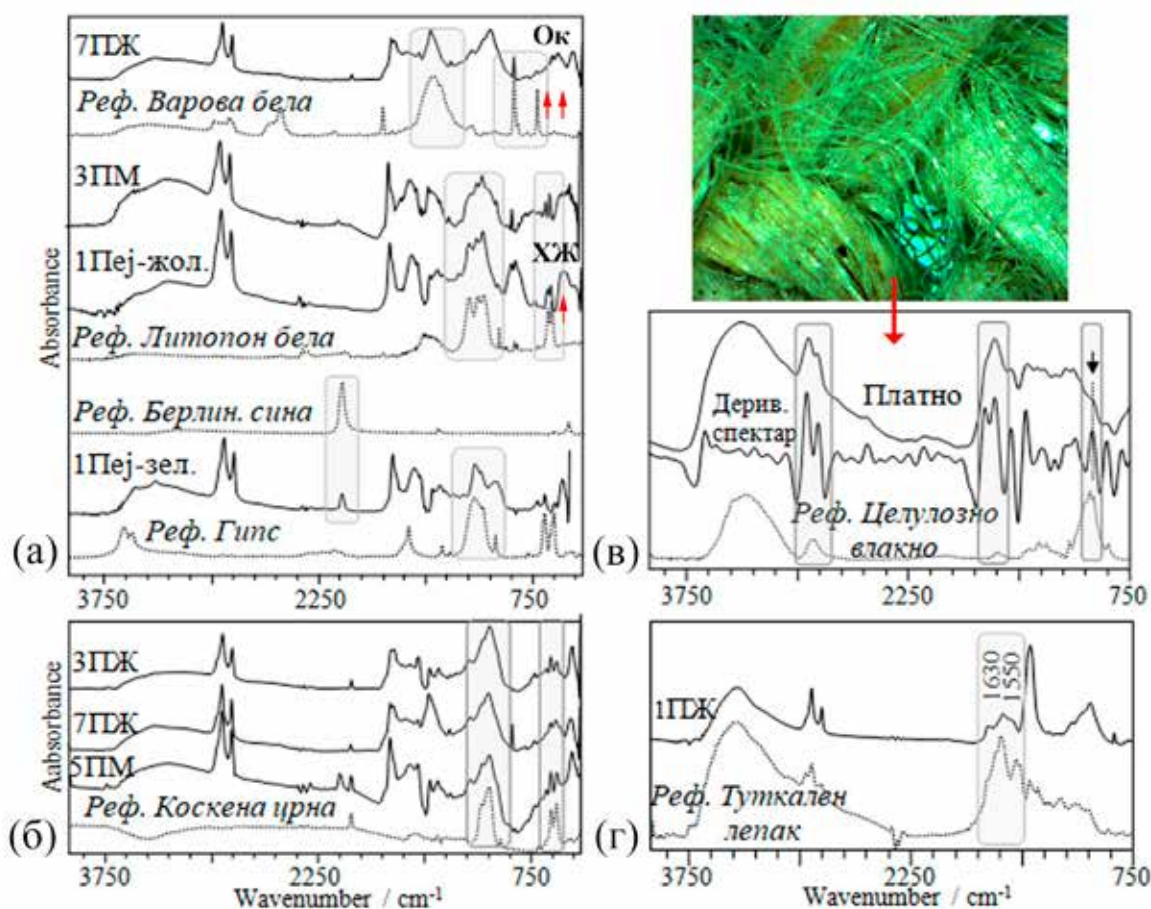 (а)
7ПЖ
Ок
Реф. Варова бела
3ПМ
ХЖ
1Пеј-жол.
Реф. Литопон бела
Реф. Берлин. сина
1Пеј-зел.
Реф. Гипс
Absorbance
3750 2250 750
(б)
3ПЖ
7ПЖ
5ПМ
Реф. Коскена црна
Aabsorbance
3750 2250 750
Wavenumber / cm⁻¹
(в)
Платно
Дерив.
спектар
Реф. Целулозно
влакно
3750 2250 750
(г)
1630
1550
1ПЖ
Реф. Туткален
лепак
3750 2250 750
Wavenumber / cm⁻¹